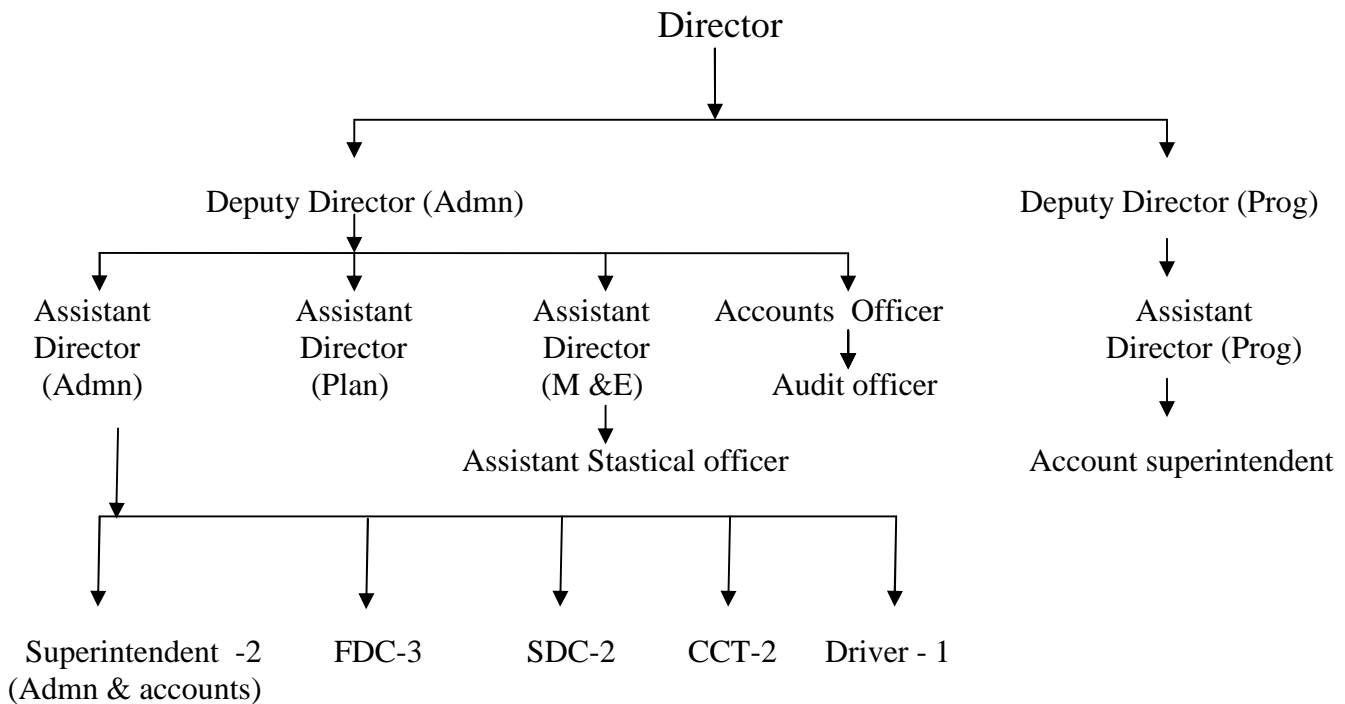 Director
Deputy Director (Admn) Deputy Director (Prog)
Assistant Director (Admn)
Assistant Director (Plan)
Assistant Director (M &E)
Accounts Officer
Assistant Director (Prog)
Audit officer
Assistant Stastical officer
Account superintendent
Superintendent -2
(Admn & accounts)
FDC-3
SDC-2
CCT-2
Driver - 1